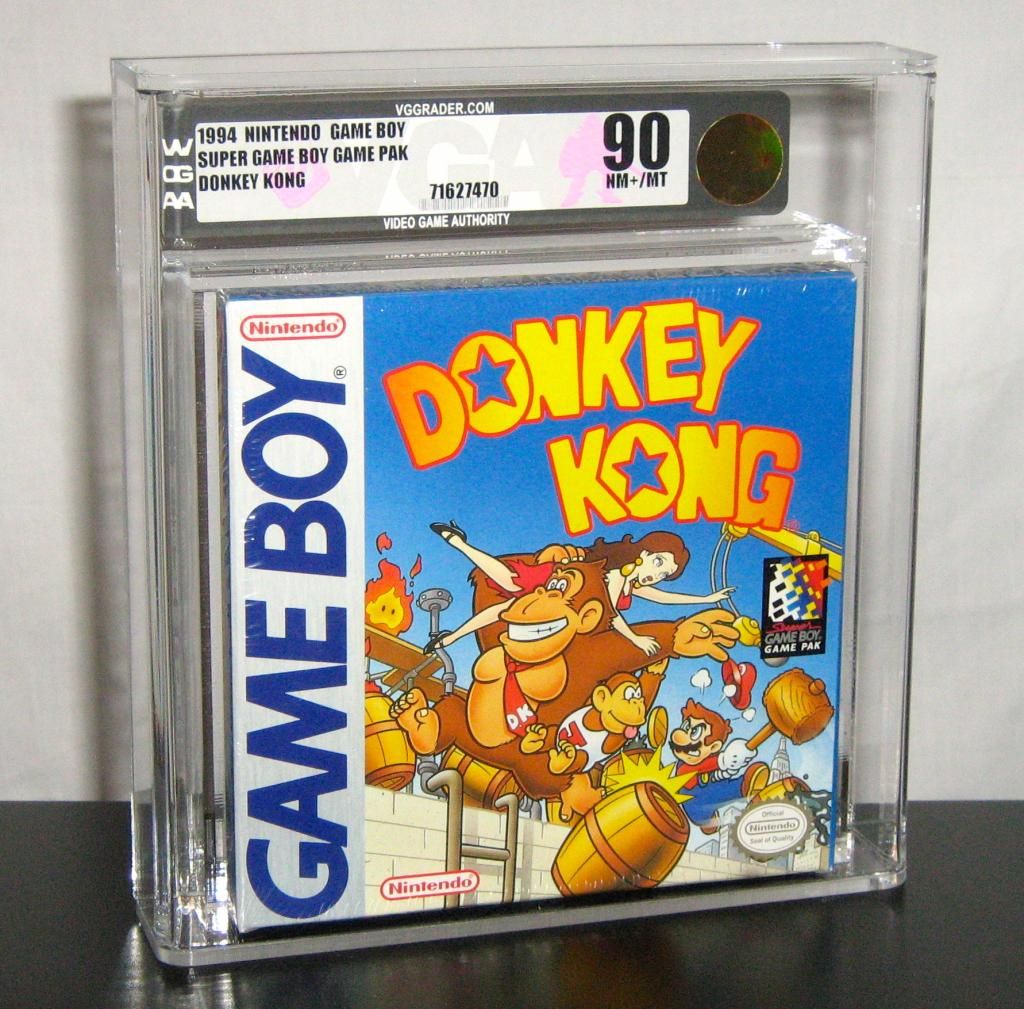 VGGRADER.COM
VGA
1994 NINTENDO GAME BOY
SUPER GAME BOY GAME PAK
DONKEY KONG
71627470
90
NM+/MT
VIDEO GAME AUTHORITY
Nintendo®
GAME BOY®
DONKEY
KONG
Super
GAME BOY
GAME PAK
DK
Official
Nintendo
Seal of Quality
Nintendo®